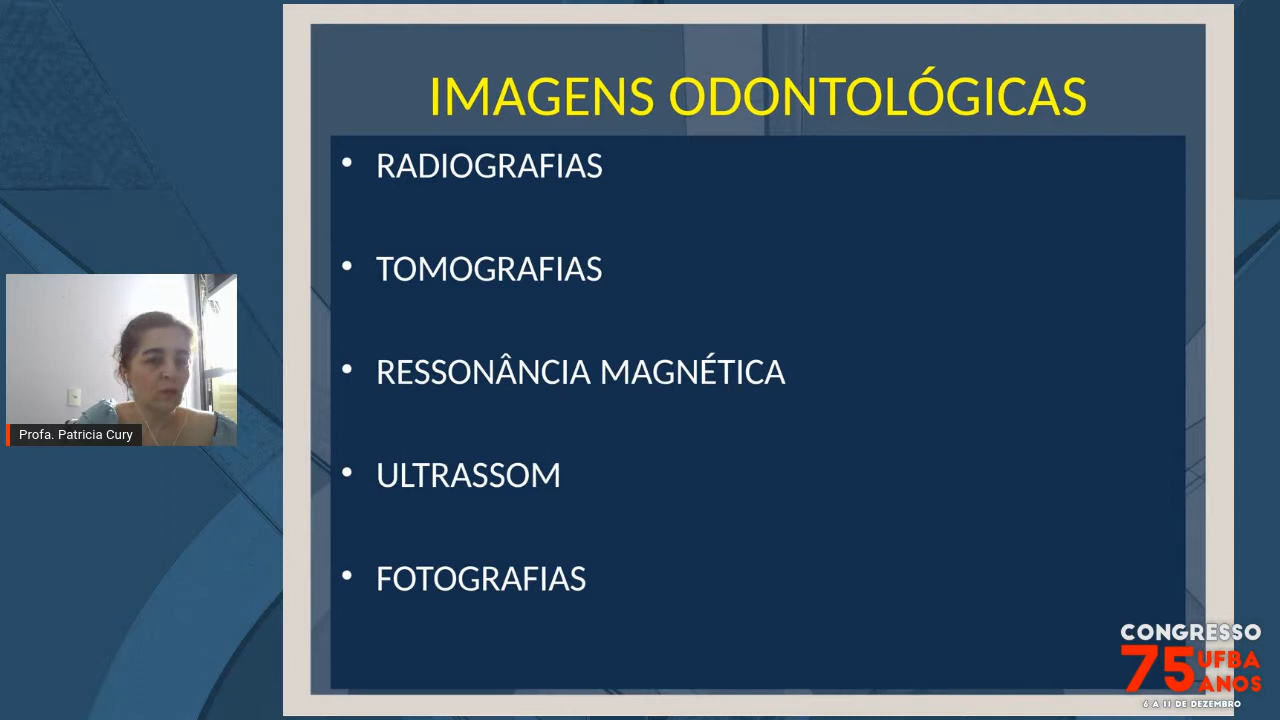 IMAGENS ODONTOLÓGICAS
• RADIOGRAFIAS
• TOMOGRAFIAS
• RESSONÂNCIA MAGNÉTICA
• ULTRASSOM
• FOTOGRAFIAS
Profa. Patricia Cury
CONGRESSO
75 UFBA
ANOS
6 A 11 DE DEZEMBRO